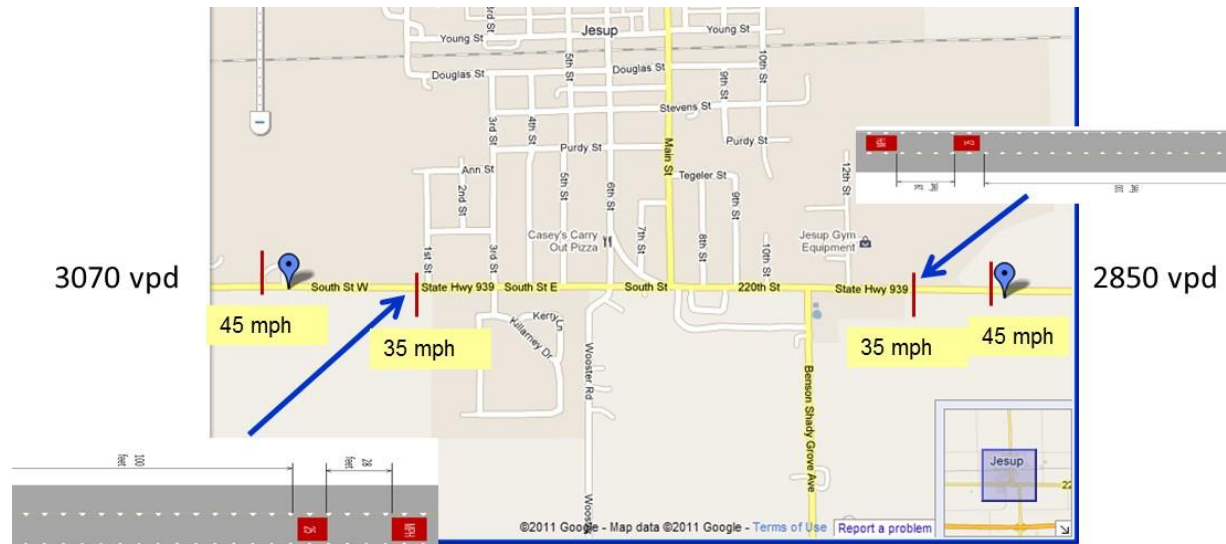 Jesup
Young St
Young St
3rd St
5th St
10th St
Douglas St
Douglas St
9th St
Stevens St
3rd St
4th St
5th St
Main St
Purdy St
Purdy St
Ann St
2nd St
6th St
Tegeler St
12th St
1st St
3rd St
7th St
8th St
9th St
10th St
Casey's Carry
Out Pizza
Jesup Gym
Equipment
3070 vpd
2850 vpd
South St W
State Hwy 939
South St E
South St
220th St
State Hwy 939
45 mph
35 mph
35 mph
45 mph
Kerry Ln
Killarney Dr
Wooster Rd
Benson Shady Grove Ave
100
feet
28
feet
MPH
Jesup
©2011 Google - Map data ©2011 Google - Terms of Use
Report a problem